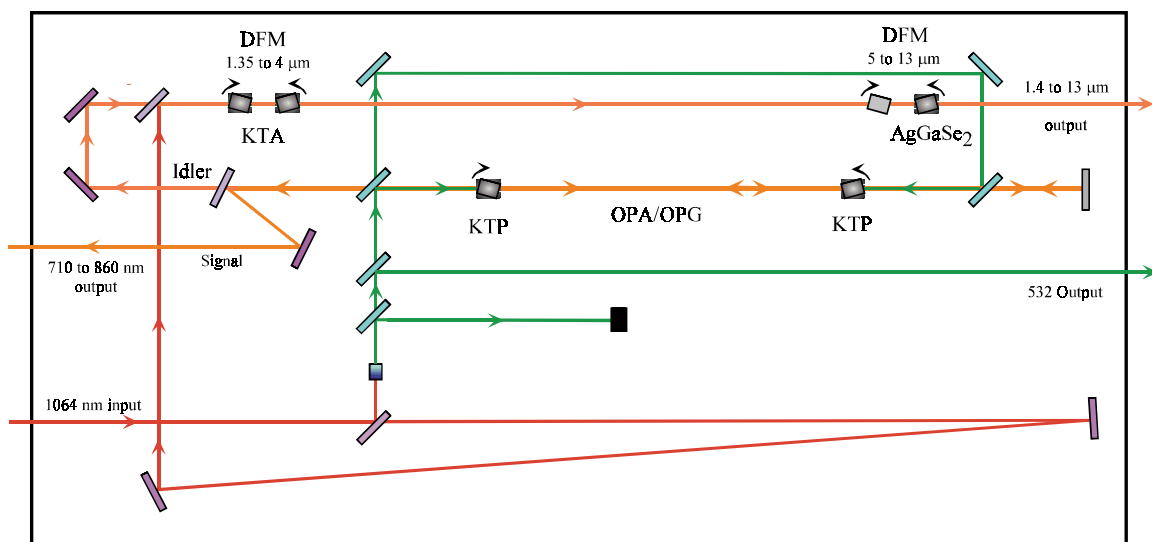 DFM
1.35 to 4 μm
DFM
5 to 13 μm
1.4 to 13 μm
output
KTA
AgGaSe2
Idler
KTP
OPA/OPG
KTP
Signal
710 to 860 nm
output
532 Output
1064 nm input